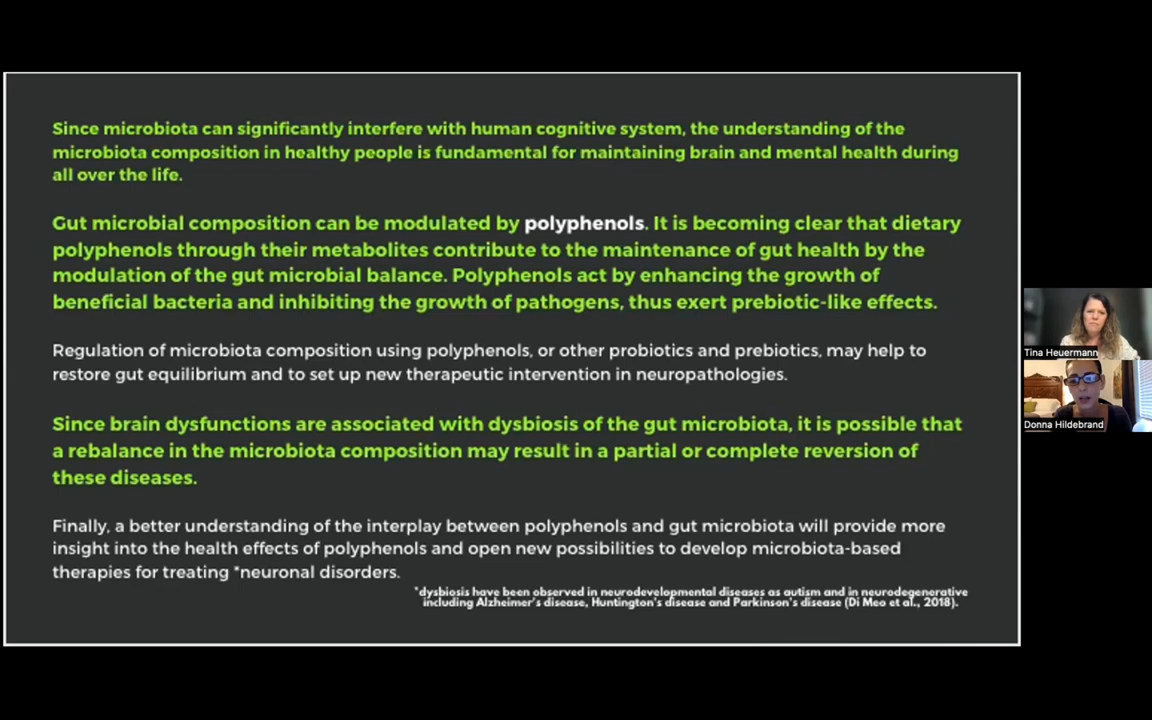 Since microbiota can significantly interfere with human cognitive system, the understanding of the
microbiota composition in healthy people is fundamental for maintaining brain and mental health during
all over the life.
Gut microbial composition can be modulated by polyphenols. It is becoming clear that dietary
polyphenols through their metabolites contribute to the maintenance of gut health by the
modulation of the gut microbial balance. Polyphenols act by enhancing the growth of
beneficial bacteria and inhibiting the growth of pathogens, thus exert prebiotic-like effects.
Regulation of microbiota composition using polyphenols, or other probiotics and prebiotics, may help to
restore gut equilibrium and to set up new therapeutic intervention in neuropathologies.
Since brain dysfunctions are associated with dysbiosis of the gut microbiota, it is possible that
a rebalance in the microbiota composition may result in a partial or complete reversion of
these diseases.
Finally, a better understanding of the interplay between polyphenols and gut microbiota will provide more
insight into the health effects of polyphenols and open new possibilities to develop microbiota-based
therapies for treating *neuronal disorders.
*dysbiosis have been observed in neurodevelopmental diseases as autism and in neurodegenerative
including Alzheimer's disease, Huntington's disease and Parkinson's disease (Di Meo et al., 2018).
Tina Heuermann
Donna Hildebrand